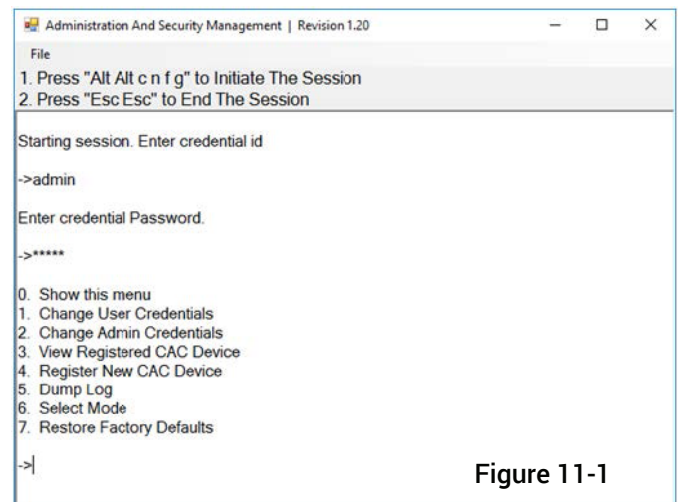 Administration And Security Management | Revision 1.20
File
1. Press "Alt Alt c n f g" to Initiate The Session
2. Press "Esc Esc" to End The Session
Starting session. Enter credential id
->admin
Enter credential Password.
->*****
0. Show this menu
1. Change User Credentials
2. Change Admin Credentials
3. View Registered CAC Device
4. Register New CAC Device
5. Dump Log
6. Select Mode
7. Restore Factory Defaults
->
Figure 11-1